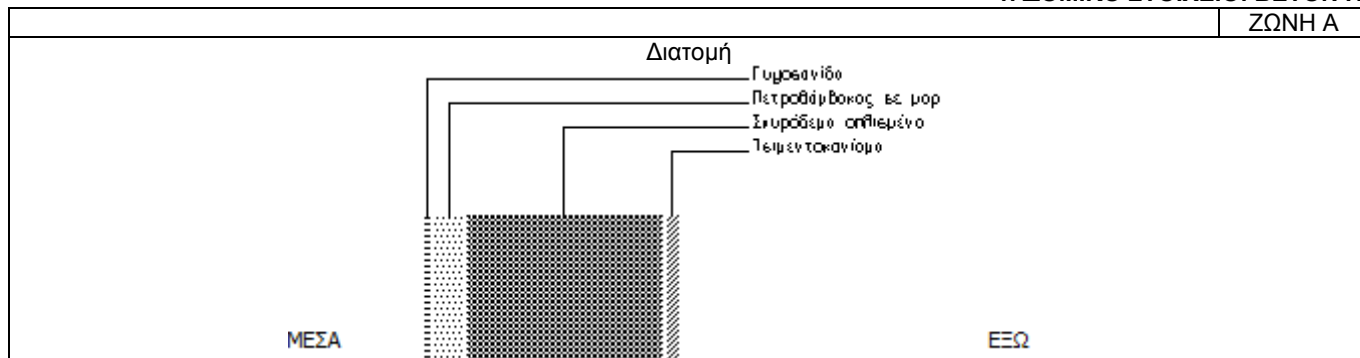 ΖΩΝΗ Α
Διατομή
Γυψοσανίδα
Πετροβάμβακας σε μορ
Σκυρόδεμα οπλισμένο
Τσιμεντοκονίαμα
ΜΕΣΑ
ΕΞΩ